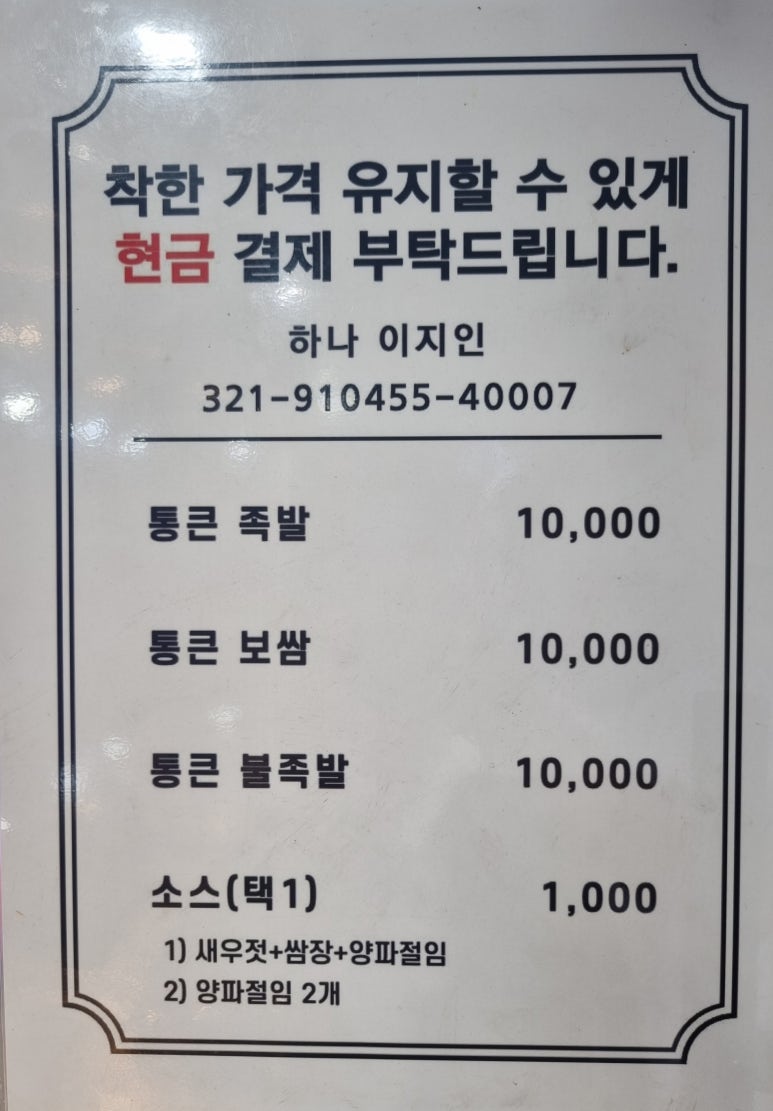 착한 가격 유지할 수 있게
현금 결제 부탁드립니다.
하나 이지인
321-910455-40007
통큰 족발 10,000
통큰 보쌈 10,000
통큰 불족발 10,000
소스(택1) 1,000
1) 새우젓+쌈장+양파절임
2) 양파절임 2개